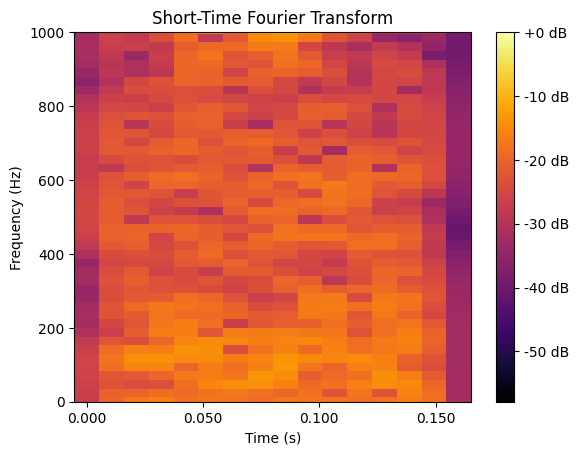 Short-Time Fourier Transform
1000
800
600
400
200
0
Frequency (Hz)
0.000
0.050
0.100
0.150
Time (s)
+0 dB
-10 dB
-20 dB
-30 dB
-40 dB
-50 dB